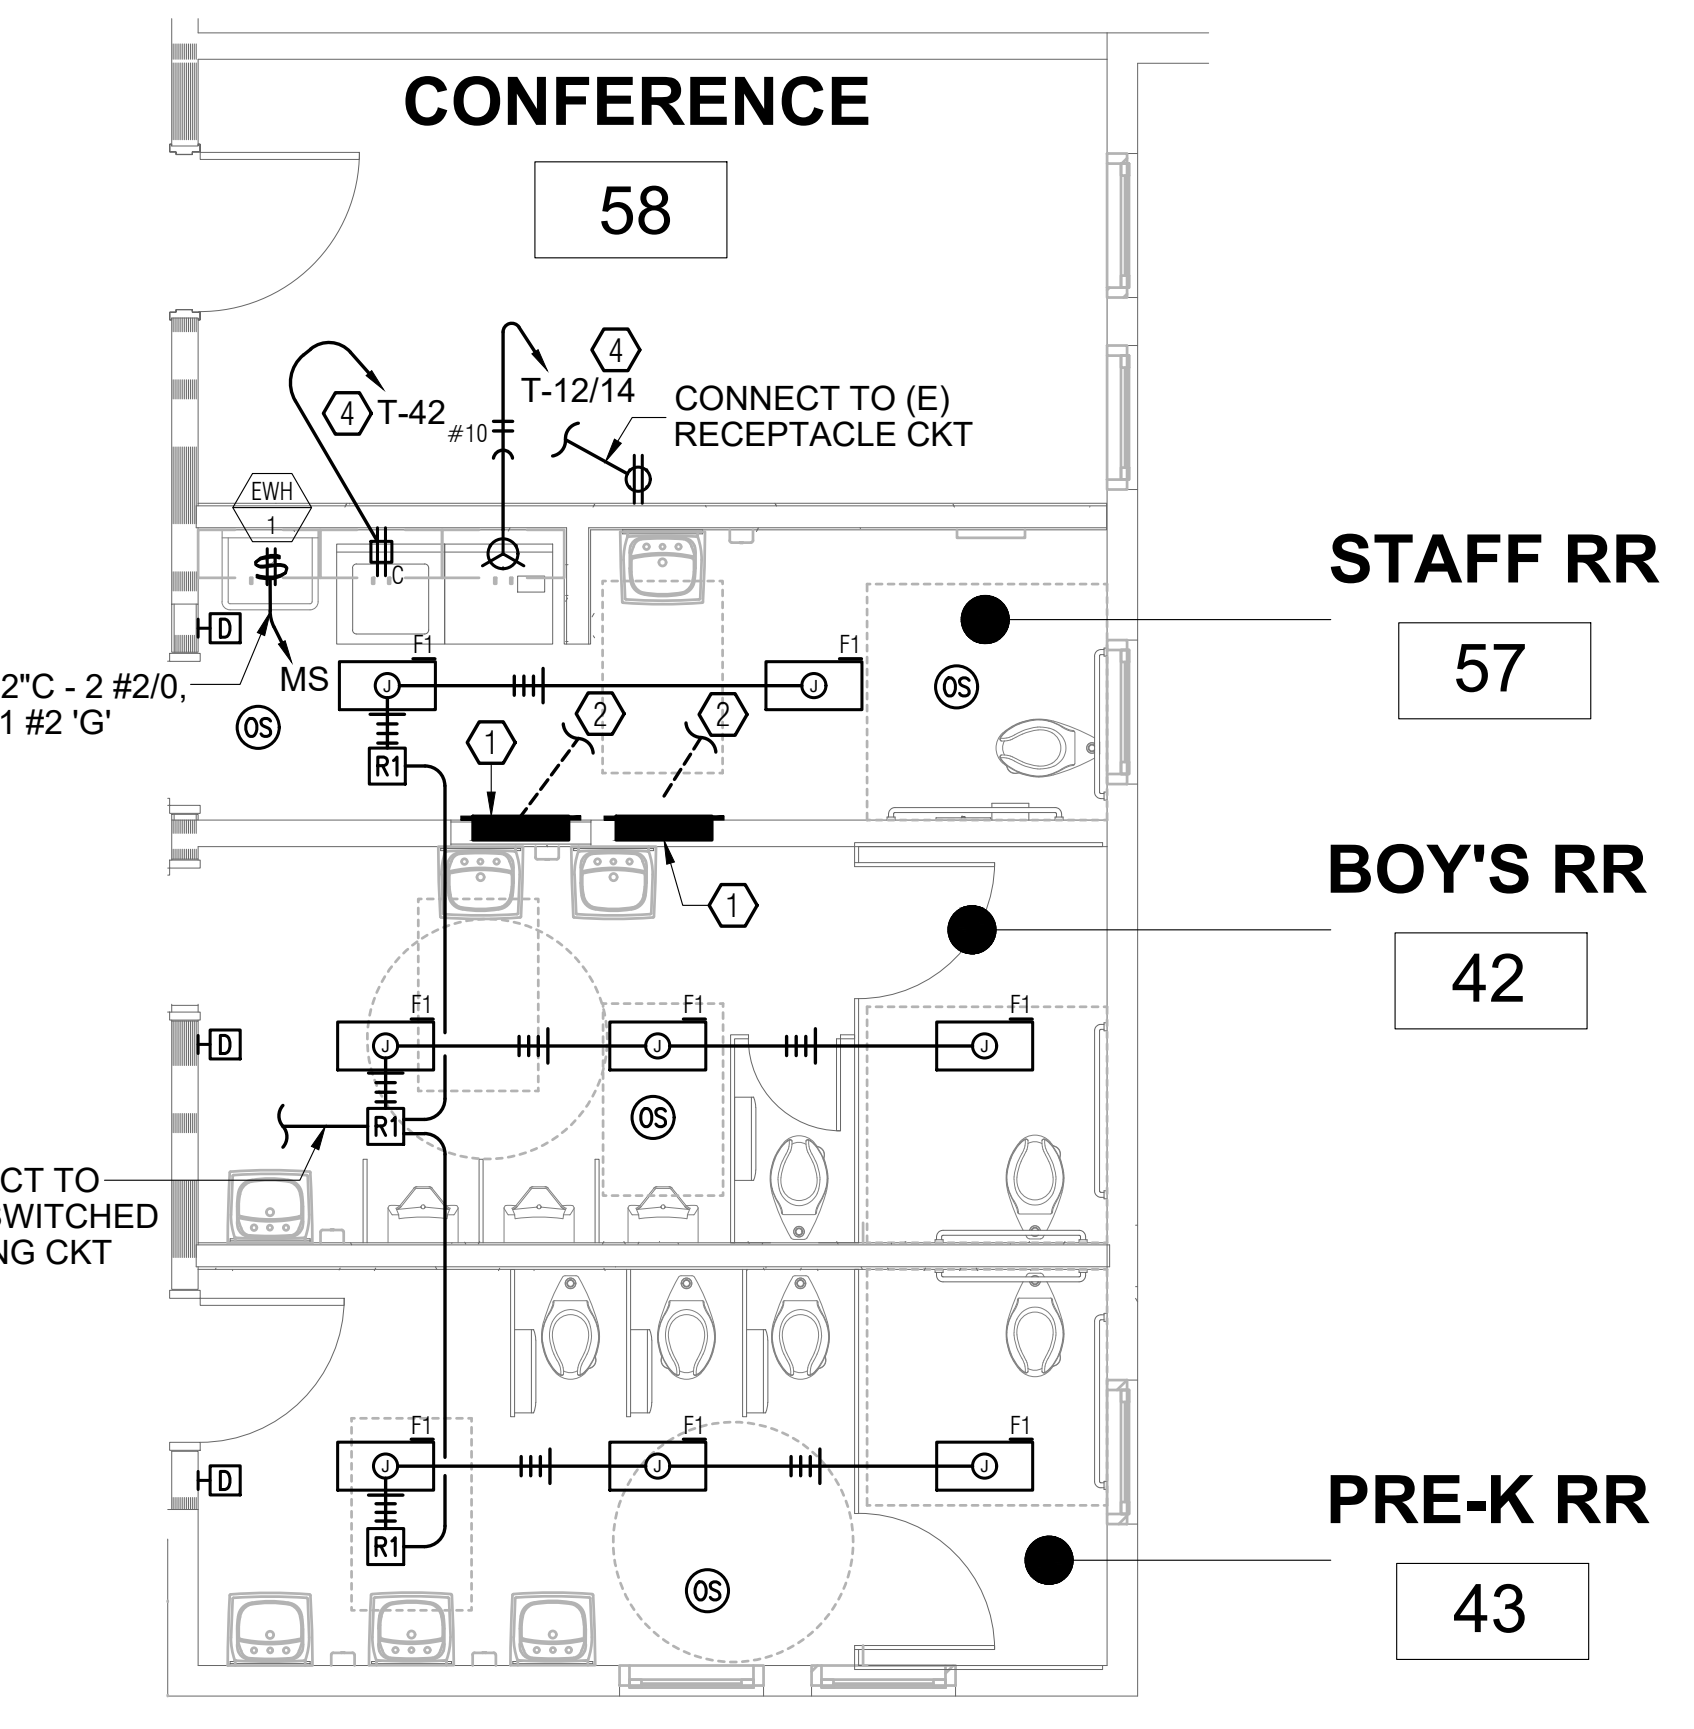 CONFERENCE
58
4
T-12/14
4
T-42
#10
CONNECT TO (E)
RECEPTACLE CKT
EWH
1
C
STAFF RR
57
D
F1
F1
J
J
OS
MS
2"C - 2 #2/0,
1 #2 'G'
OS
2
2
1
R1
BOY'S RR
42
1
F1
F1
F1
D
J
J
J
OS
R1
CT TO
SWITCHED
NG CKT
F1
F1
F1
D
J
J
J
R1
OS
PRE-K RR
43